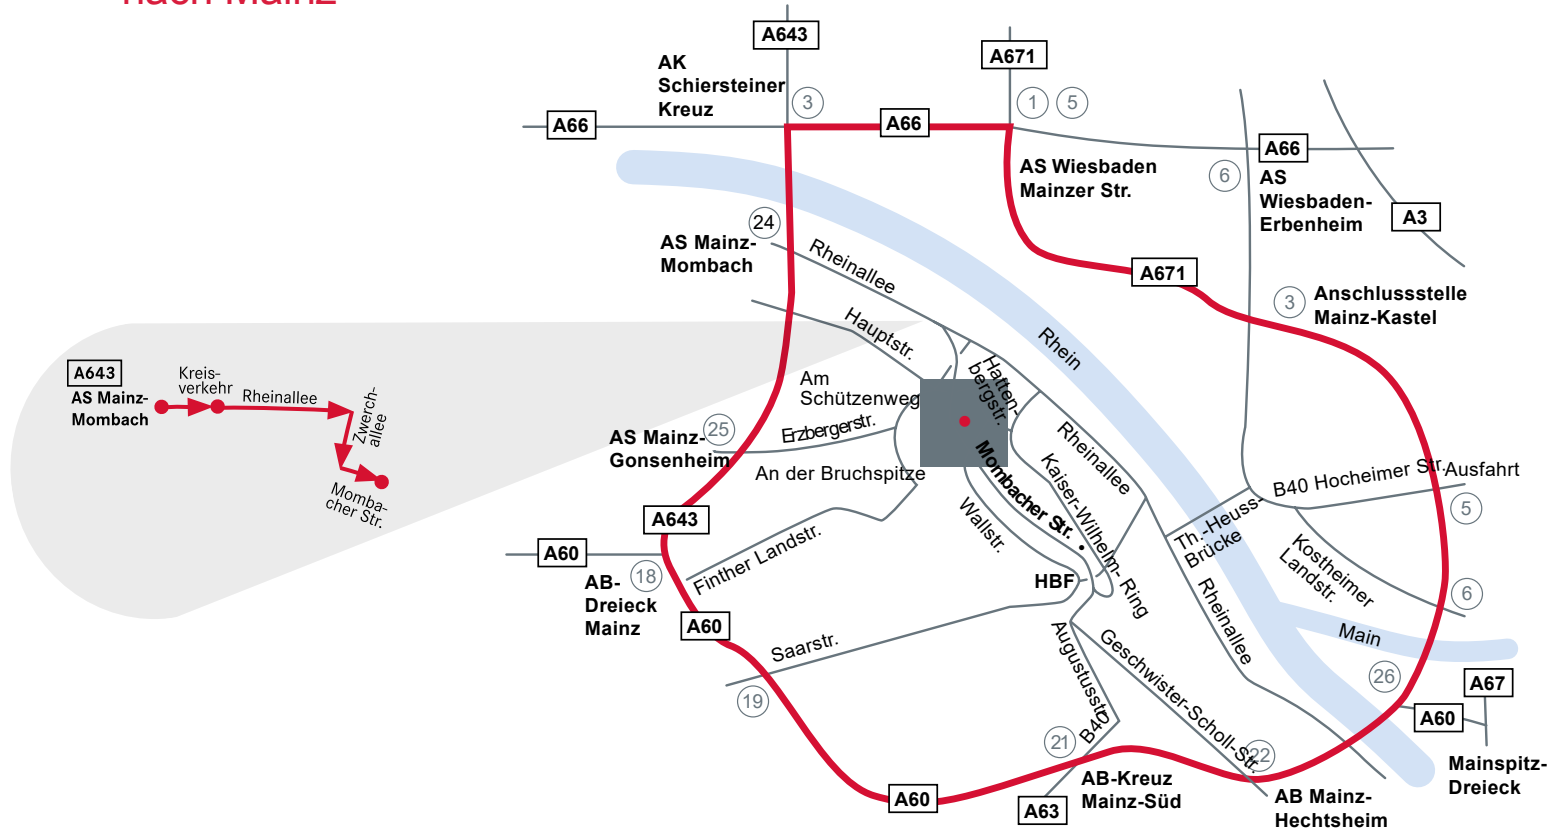 nach Mainz
A643
A671
AK
Schiersteiner
Kreuz
3
1
5
A66
A66
A66
AS Wiesbaden
Mainzer Str.
6
AS
Wiesbaden-
Erbenheim
A3
24
AS Mainz-
Mombach
Rheinallee
A671
3
Anschlussstelle
Mainz-Kastel
Hauptstr.
Rhein
Hatten-
bergstr.
A643
AS Mainz-
Mombach
Kreis-
verkehr
Rheinallee
Zwerch-
allee
Momba-
cher Str.
Am
Schützenweg
25
AS Mainz-
Gonsenheim
Erzbergerstr.
An der Bruchspitze
Rheinallee
Mombacher Str.
Kaiser-Wilhelm-Ring
Wallstr.
B40 Hocheimer Str.
Ausfahrt
5
Th.-Heuss-
Brücke
Kostheimer
Landstr.
A643
A60
18
AB-
Dreieck
Mainz
Finther Landstr.
HBF
6
A60
Saarstr.
19
Rheinallee
Main
Augustusstr.
B40
Geschwister-Scholl-Str.
26
A67
A60
Mainspitz-
Dreieck
21
22
AB-Kreuz
Mainz-Süd
A60
A63
AB Mainz-
Hechtsheim